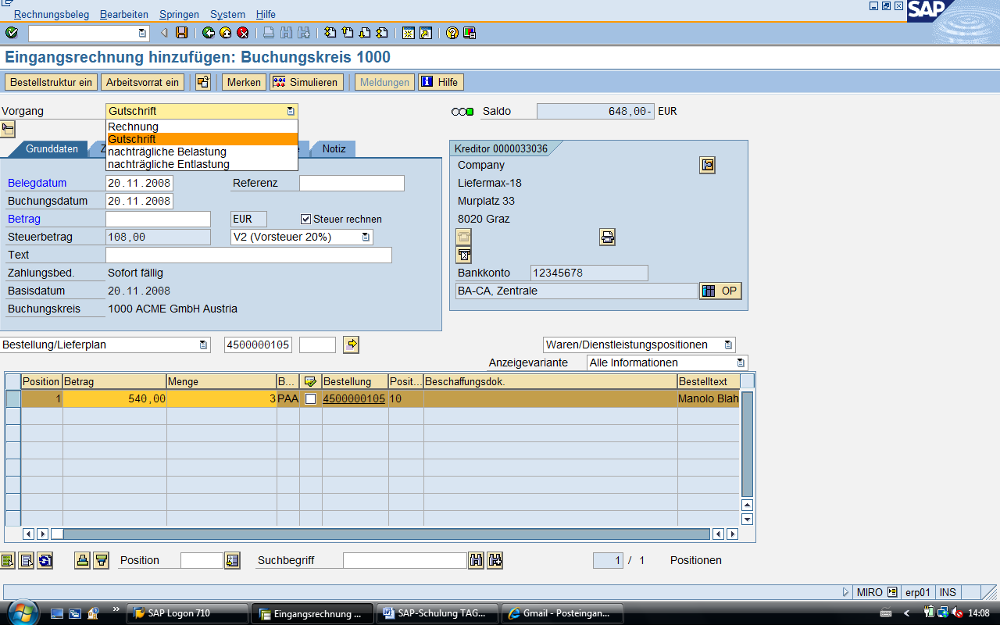 Rechnungsbeleg Bearbeiten Springen System Hilfe
SAP
Eingangsrechnung hinzufügen: Buchungskreis 1000
Bestellstruktur ein Arbeitsvorrat ein Merken Simulieren Meldungen Hilfe
Vorgang Gutschrift Saldo 648,00- EUR
Rechnung
Gutschrift
nachträgliche Belastung
nachträgliche Entlastung
Grunddaten Notiz
Kreditor 0000033036
Belegdatum 20.11.2008 Referenz
Buchungsdatum 20.11.2008
Betrag EUR Steuer rechnen
Steuerbetrag 108,00 V2 (Vorsteuer 20%)
Text
Zahlungsbed. Sofort fällig
Basisdatum 20.11.2008
Buchungskreis 1000 ACME GmbH Austria
Company
Liefermax-18
Murplatz 33
8020 Graz
Bankkonto 12345678
BA-CA, Zentrale OP
Bestellung/Lieferplan 4500000105 Waren/Dienstleistungspositionen
Anzeigevariante Alle Informationen
Position Betrag Menge B... Bestellung Posit... Beschaffungsdok. Bestelltext
1 540,00 3 PAA 4500000105 10 Manolo Blah
Position Suchbegriff 1 / 1 Positionen
MIRO erp01 INS
» SAP Logon 710 Eingangsrechnung ... SAP-Schulung TAG... Gmail - Posteingan... 14:08